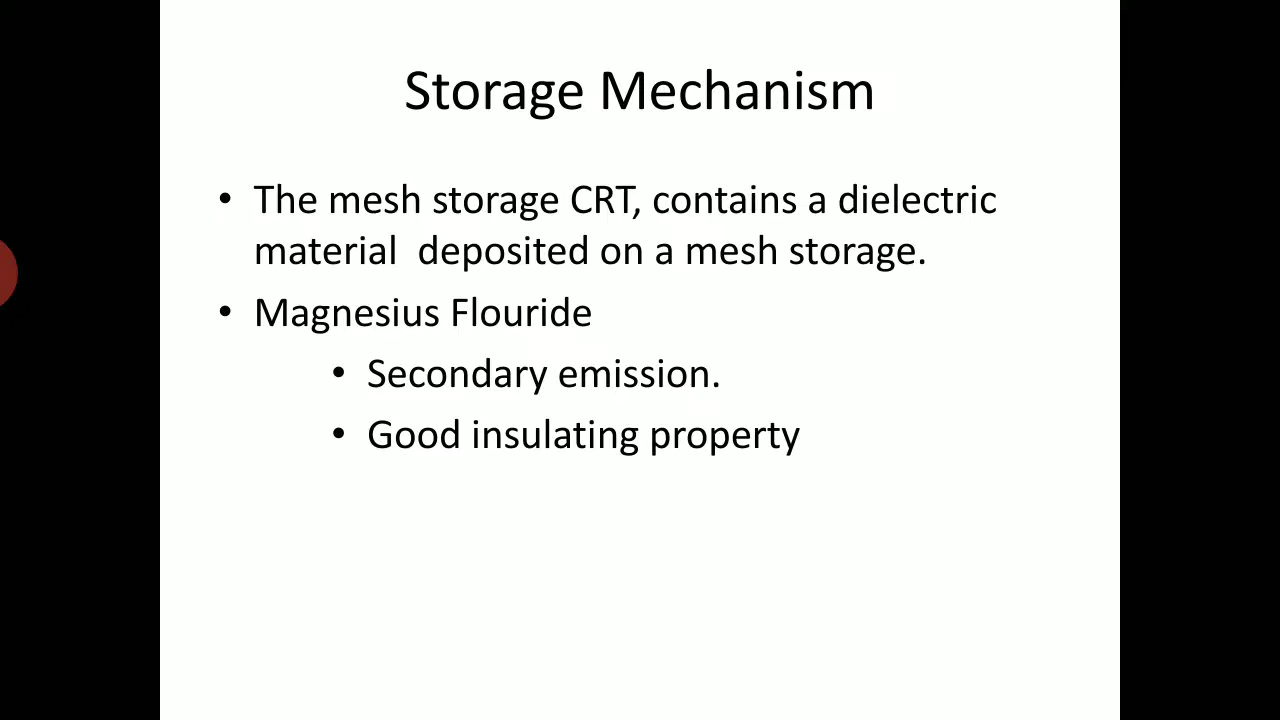 Storage Mechanism
• The mesh storage CRT, contains a dielectric
material  deposited on a mesh storage.
• Magnesius Flouride
• Secondary emission.
• Good insulating property